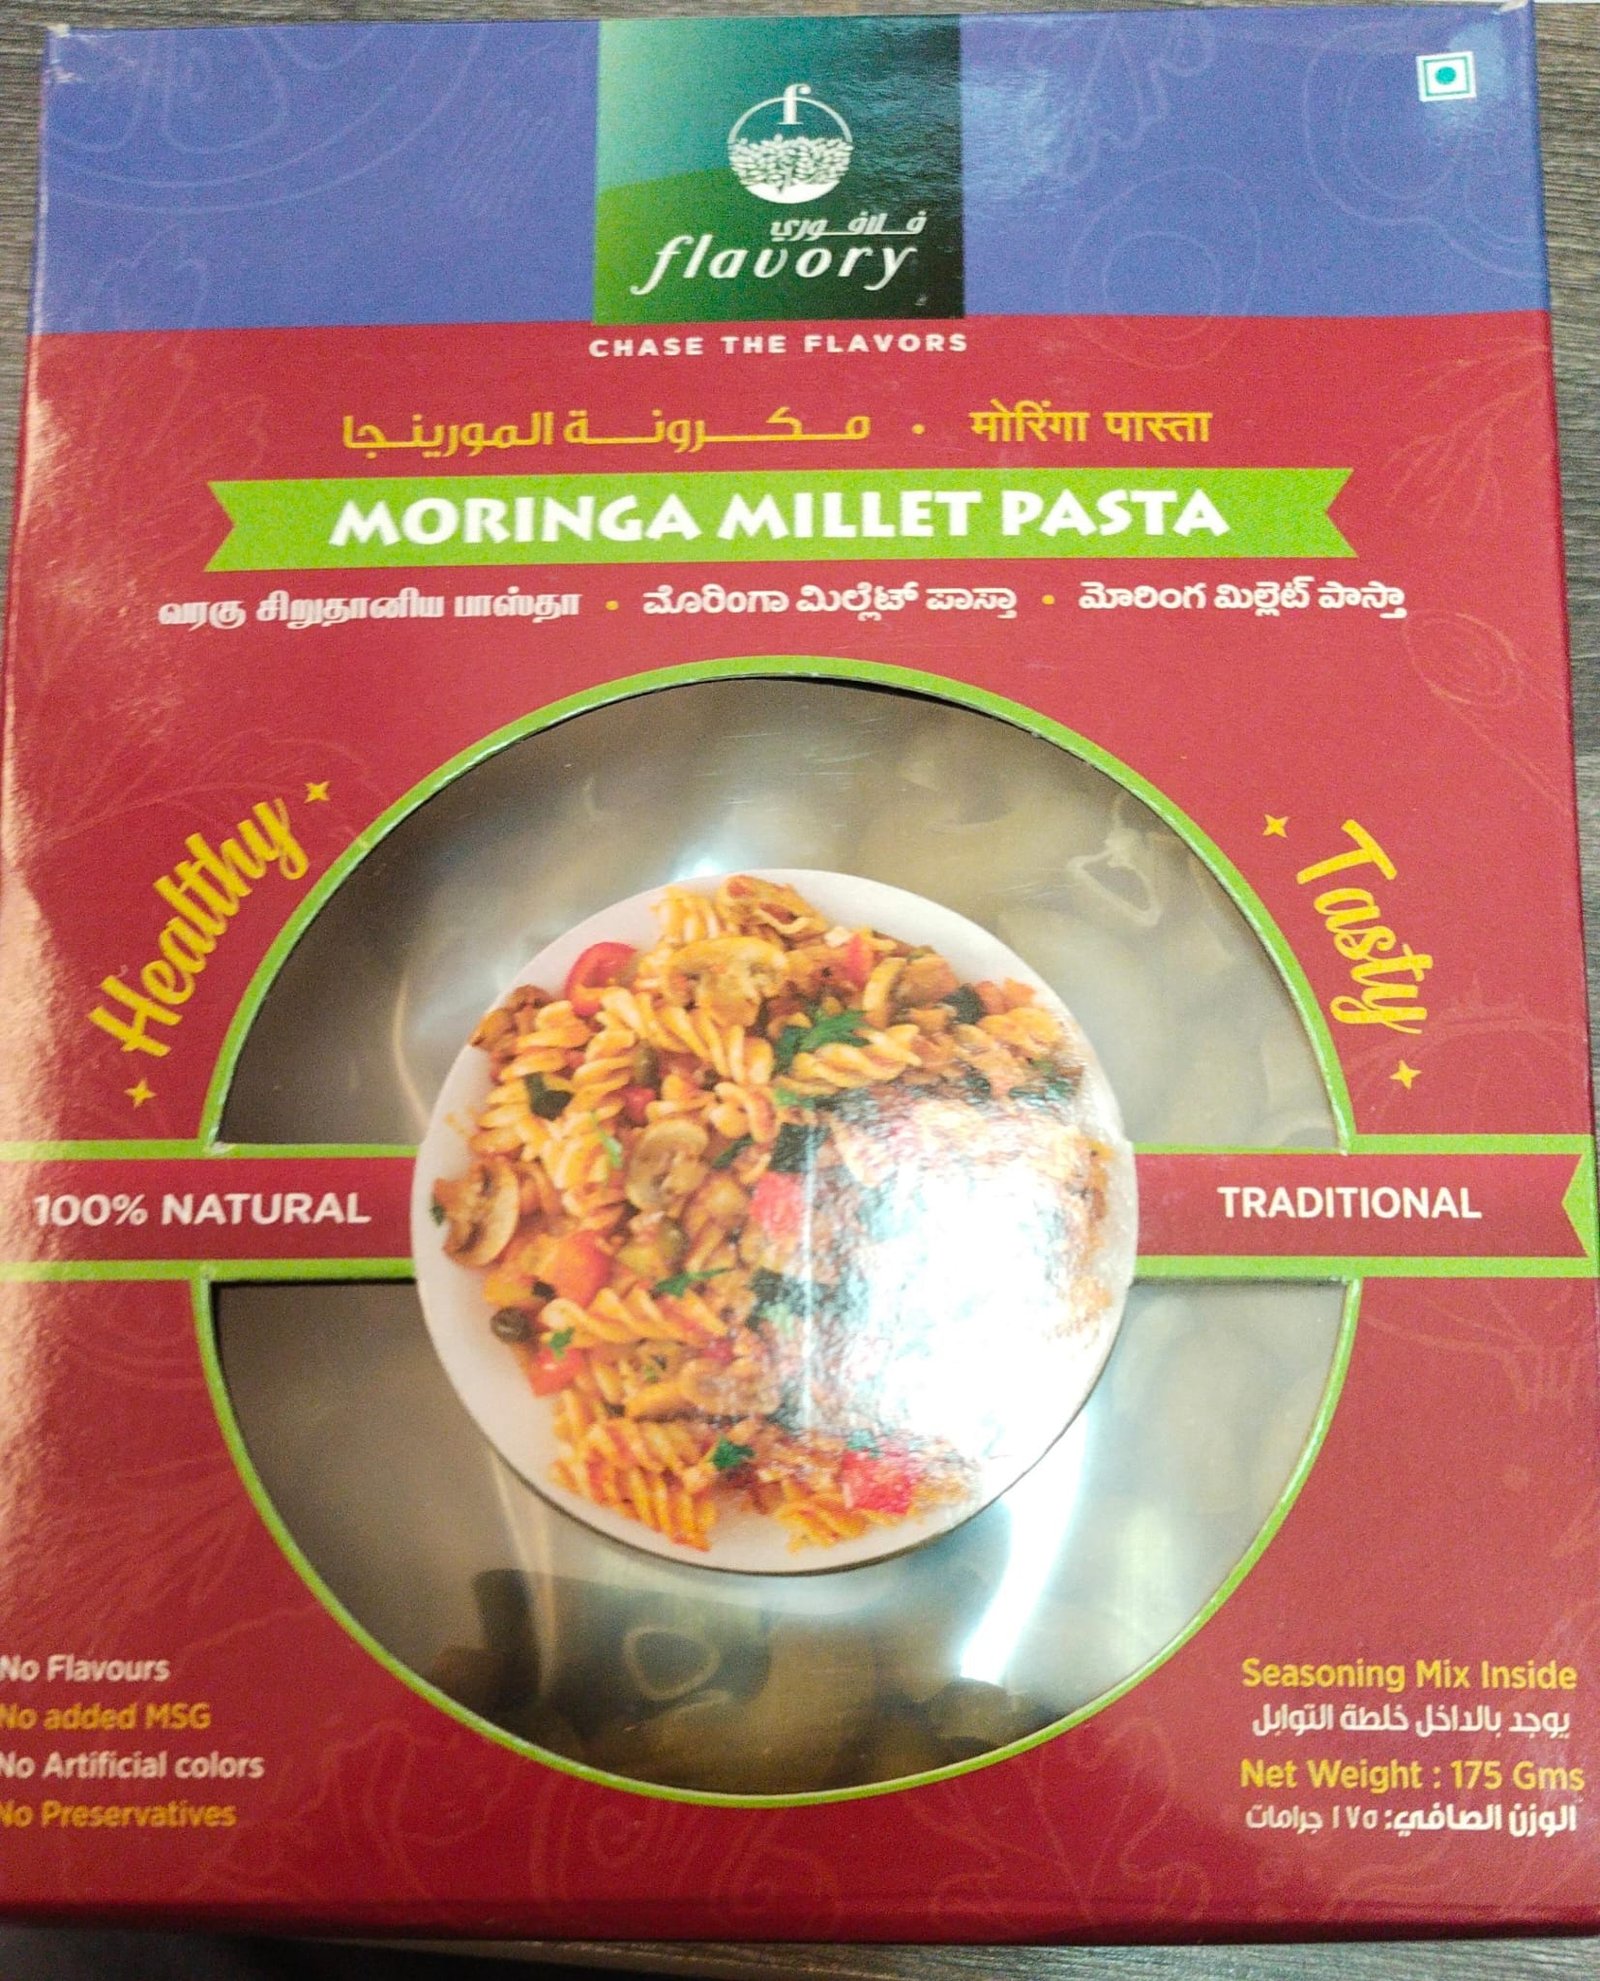 f
فلافوري
flavory
CHASE THE FLAVORS
مكرونة المورينجا • मोरिंगा पास्ता
MORINGA MILLET PASTA
வரகு சிறுதானிய பாஸ்தா • ಮೊರಿಂಗಾ ಮಿಲ್ಲೆಟ್ ಪಾಸ್ತಾ • మోరింగ మిల్లెట్ పాస్తా
Healthy
Tasty
100% NATURAL
TRADITIONAL
No Flavours
No added MSG
No Artificial colors
No Preservatives
Seasoning Mix Inside
يوجد بالداخل خلطة التوابل
Net Weight : 175 Gms
الوزن الصافي: ١٧٥ جرامات